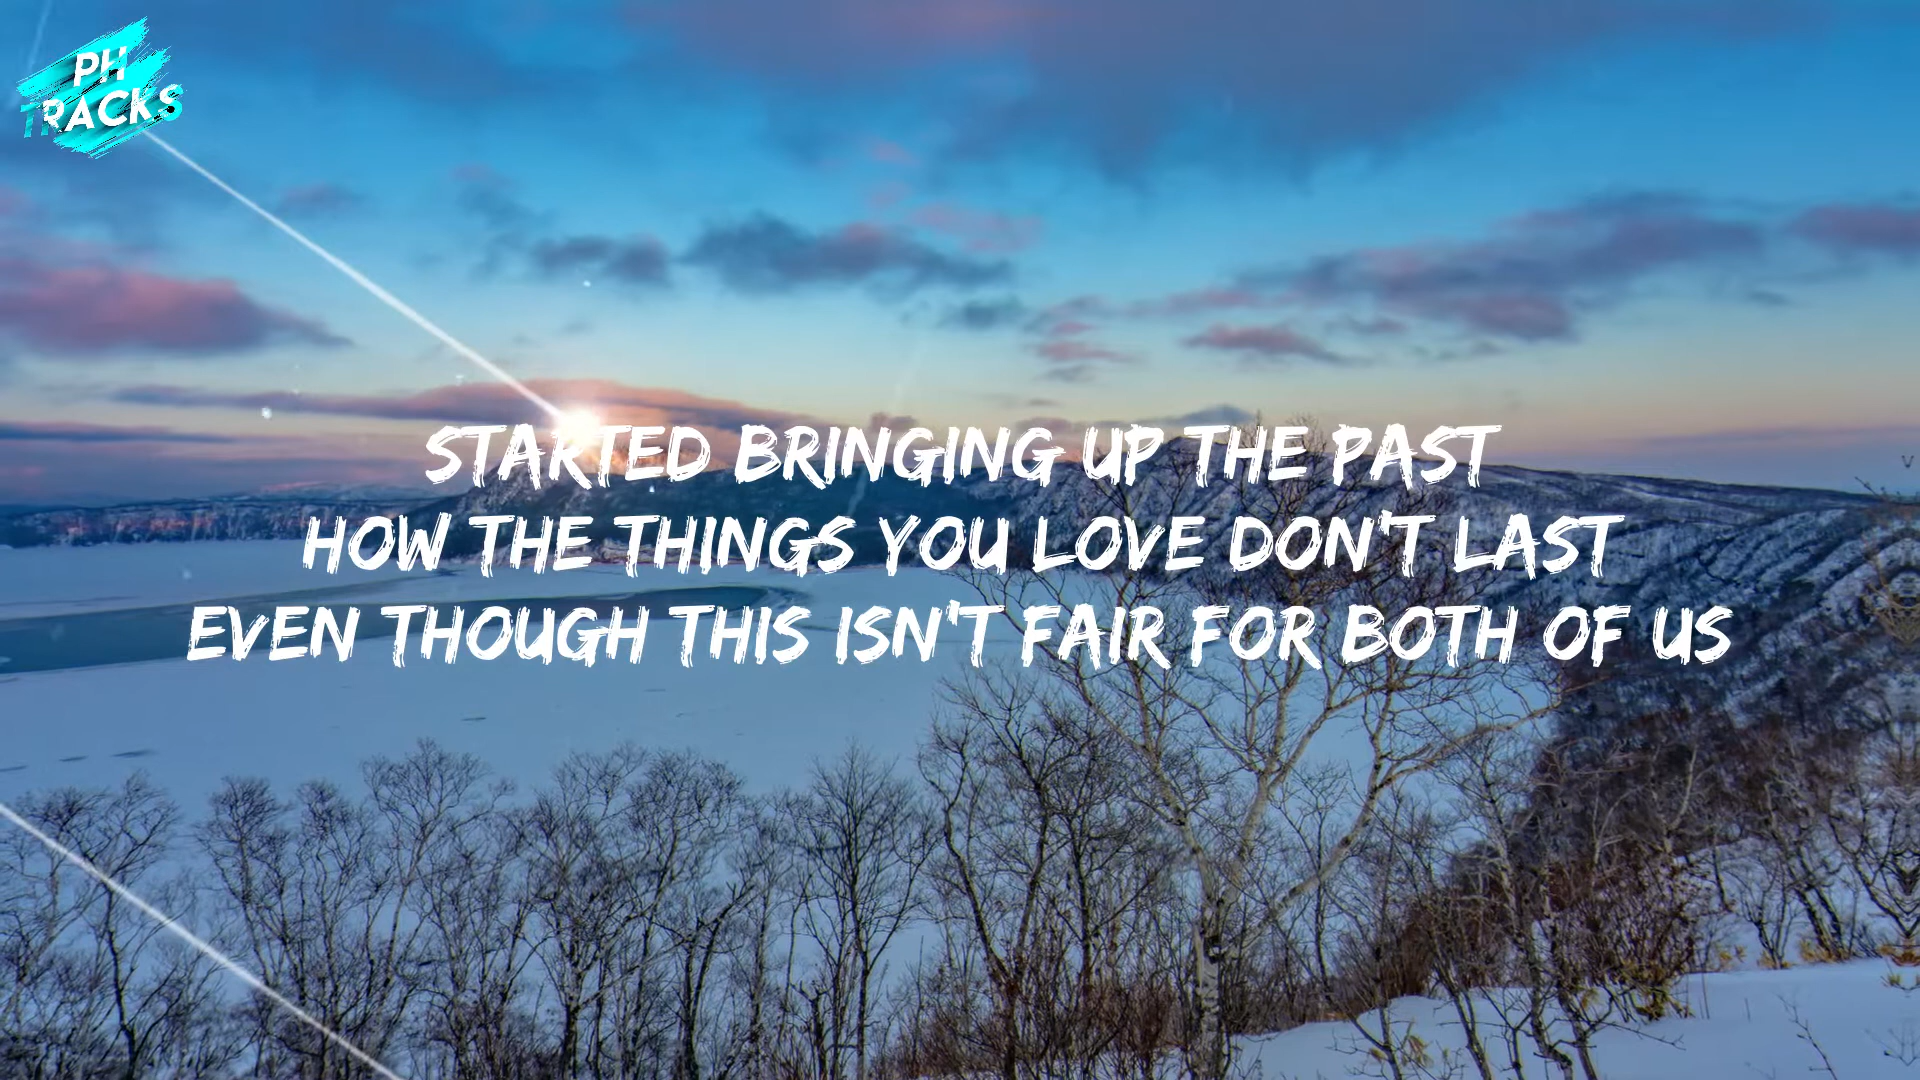 PH
TRACKS
STARTED BRINGING UP THE PAST
HOW THE THINGS YOU LOVE DON'T LAST
EVEN THOUGH THIS ISN'T FAIR FOR BOTH OF US